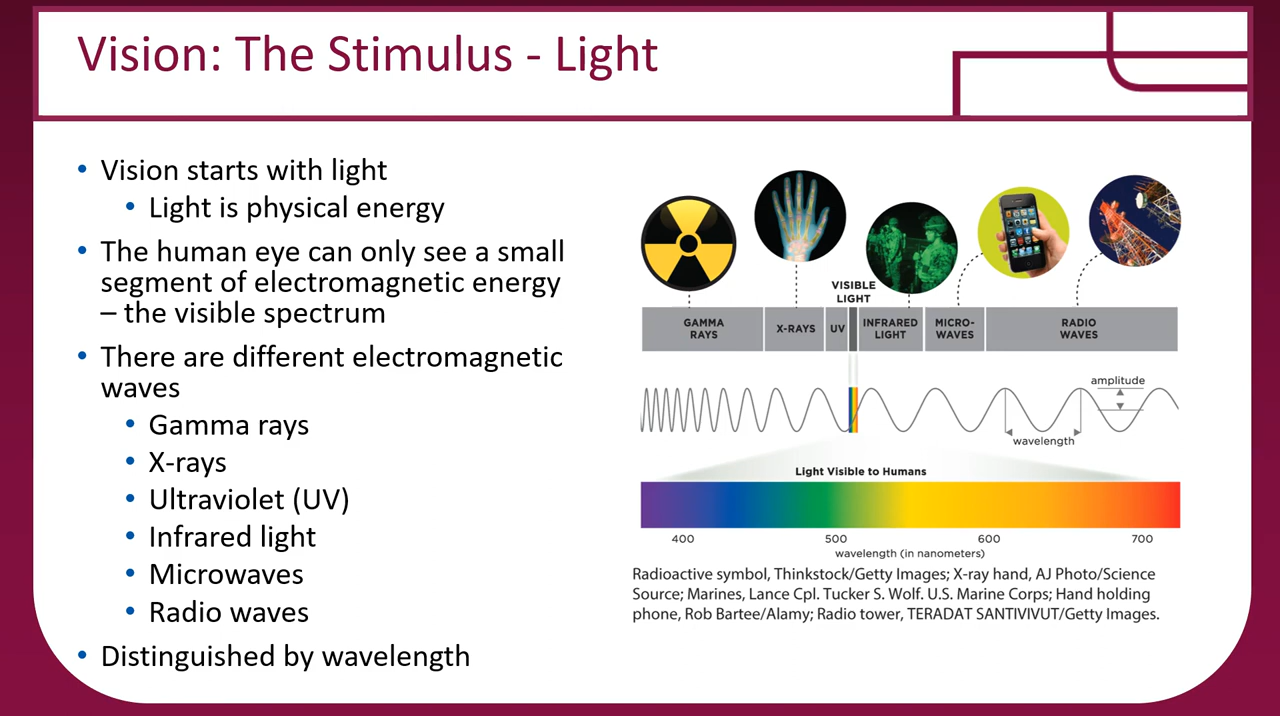 Vision: The Stimulus - Light
• Vision starts with light
• Light is physical energy
• The human eye can only see a small
segment of electromagnetic energy
– the visible spectrum
• There are different electromagnetic
waves
• Gamma rays
• X-rays
• Ultraviolet (UV)
• Infrared light
• Microwaves
• Radio waves
• Distinguished by wavelength
VISIBLE
LIGHT
GAMMA
RAYS
X-RAYS
UV
INFRARED
LIGHT
MICRO-
WAVES
RADIO
WAVES
amplitude
wavelength
Light Visible to Humans
400 500 600 700
wavelength (in nanometers)
Radioactive symbol, Thinkstock/Getty Images; X-ray hand, AJ Photo/Science
Source; Marines, Lance Cpl. Tucker S. Wolf. U.S. Marine Corps; Hand holding
phone, Rob Bartee/Alamy; Radio tower, TERADAT SANTIVIVUT/Getty Images.